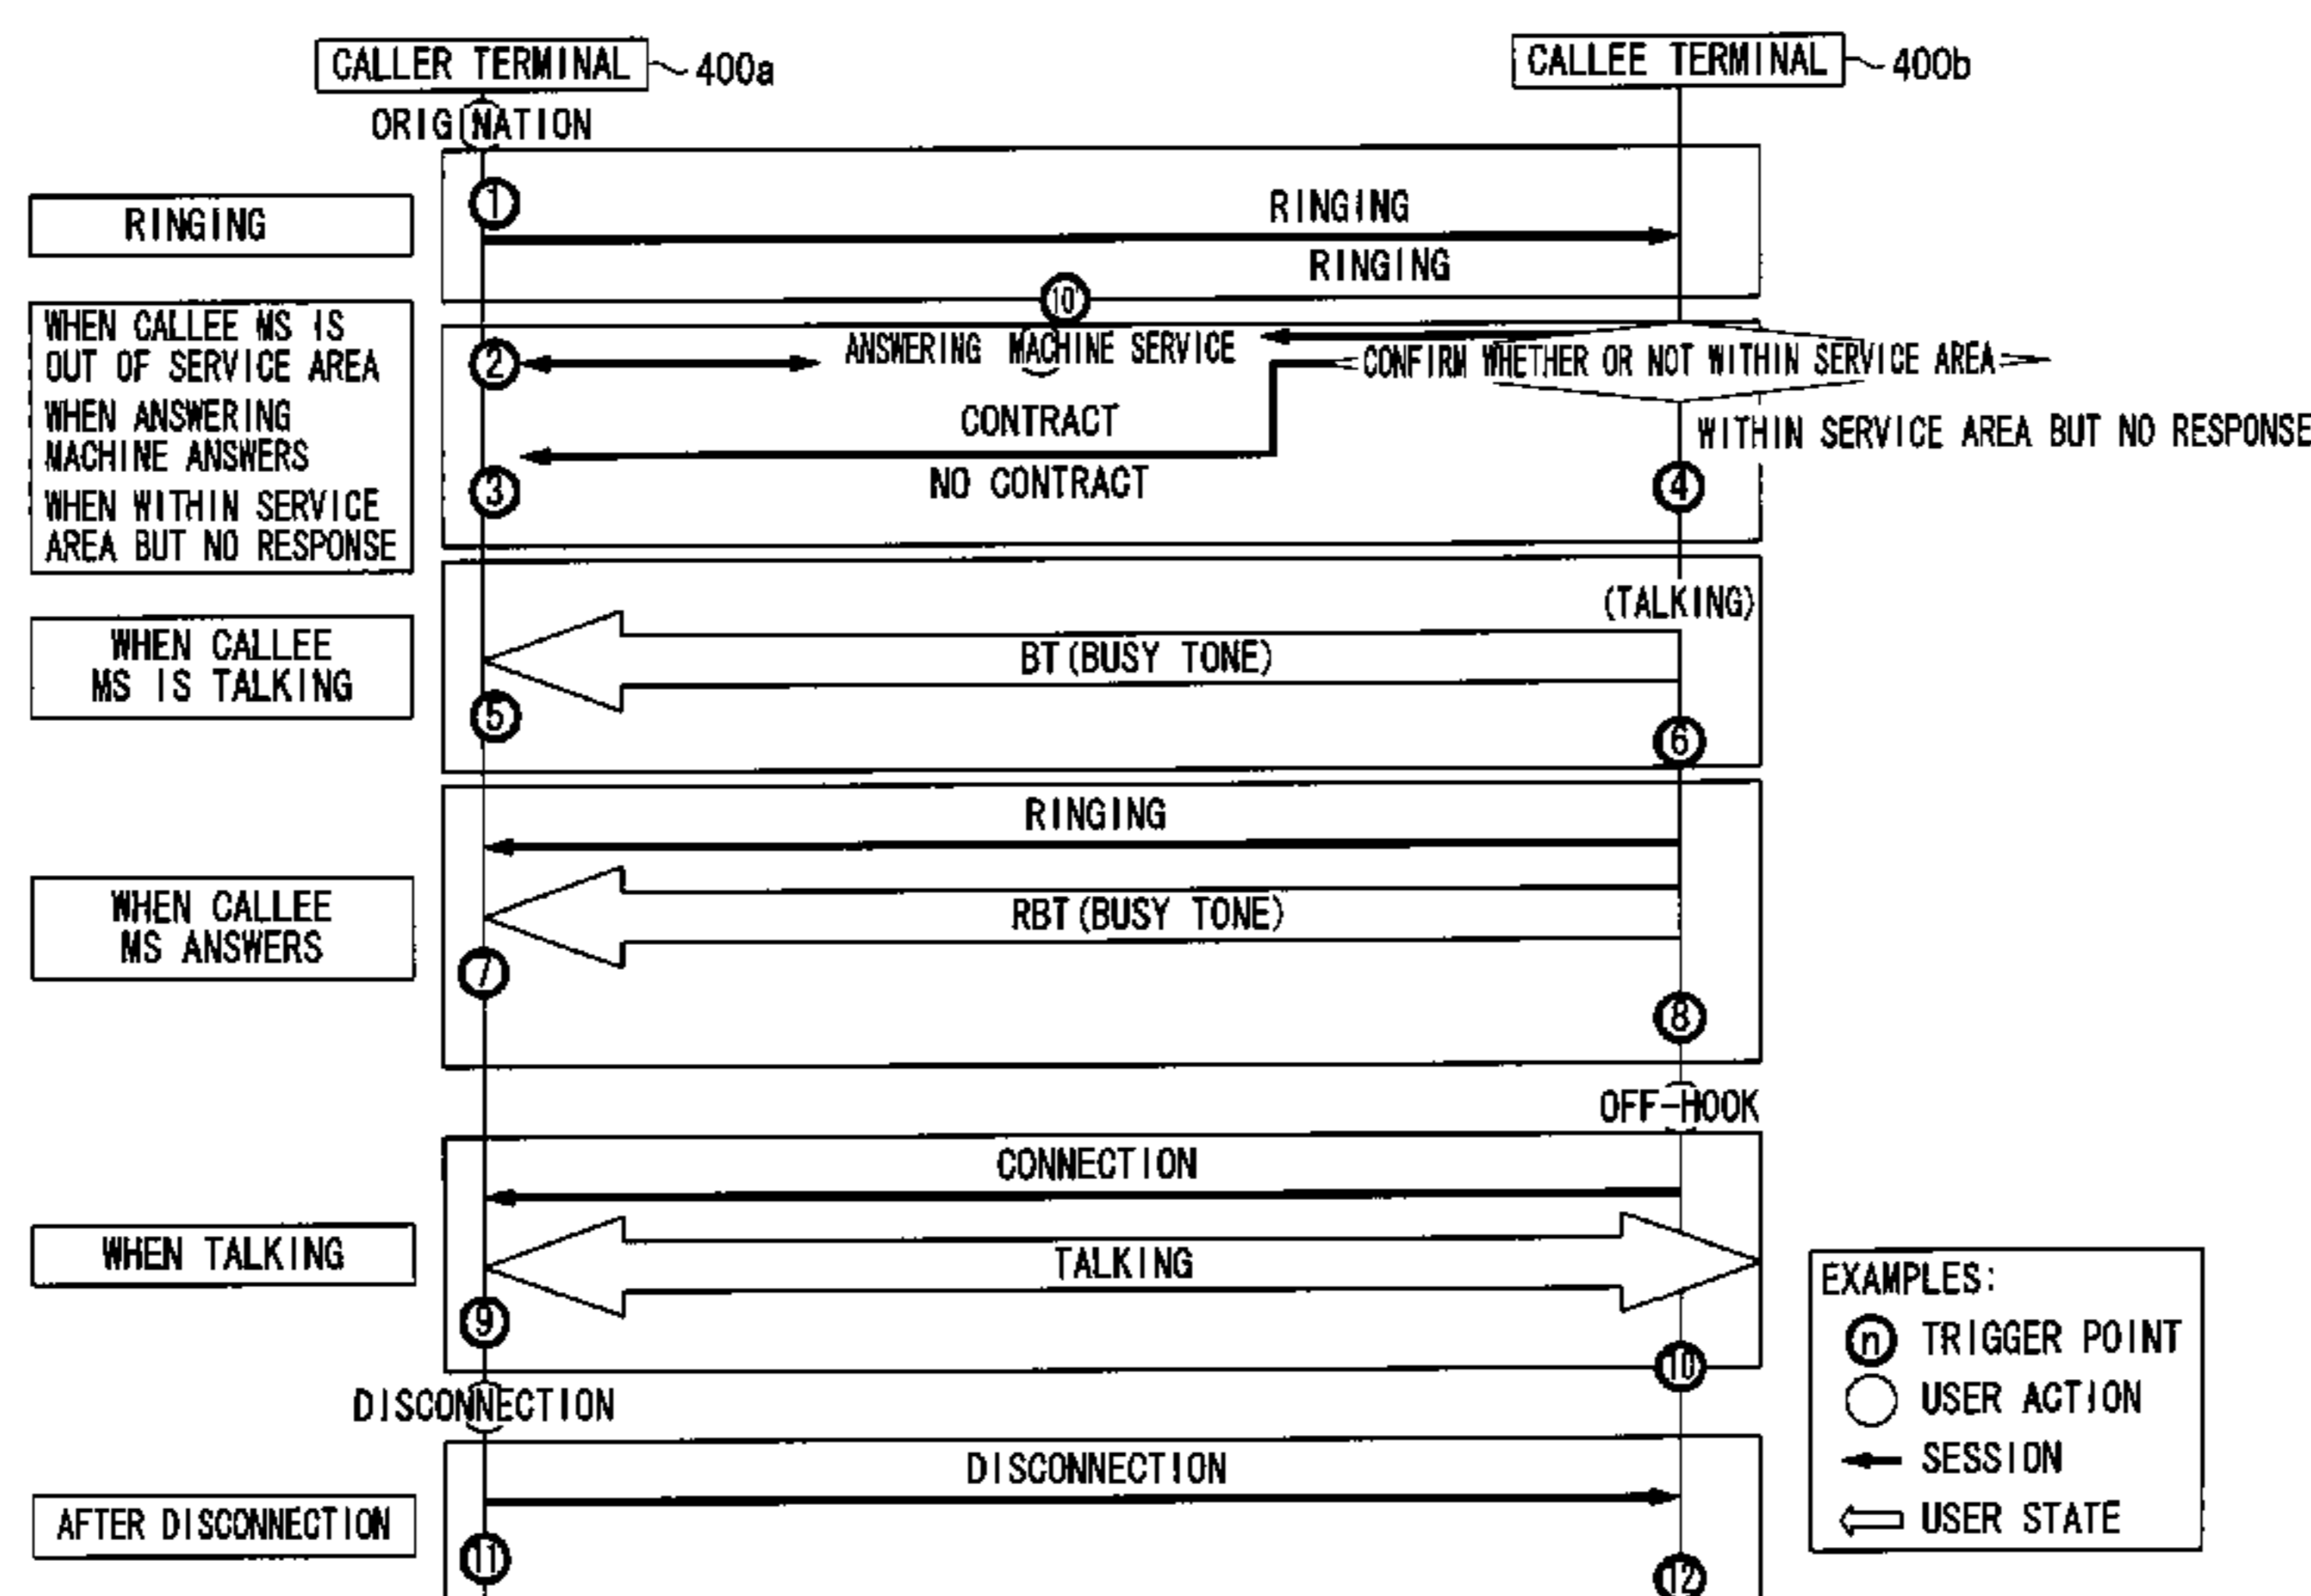 CALLER TERMINAL 400a
CALLEE TERMINAL 400b
ORIGINATION
1
RINGING
RINGING
RINGING
10'
WHEN CALLEE MS IS
OUT OF SERVICE AREA
WHEN ANSWERING
MACHINE ANSWERS
WHEN WITHIN SERVICE
AREA BUT NO RESPONSE
2
ANSWERING MACHINE SERVICE
CONFIRM WHETHER OR NOT WITHIN SERVICE AREA
CONTRACT
WITHIN SERVICE AREA BUT NO RESPONSE
3
NO CONTRACT
4
(TALKING)
WHEN CALLEE
MS IS TALKING
BT(BUSY TONE)
5
6
RINGING
WHEN CALLEE
MS ANSWERS
RBT(BUSY TONE)
7
8
OFF-HOOK
CONNECTION
WHEN TALKING
TALKING
9
10
DISCONNECTION
DISCONNECTION
AFTER DISCONNECTION
11
12
EXAMPLES:
n TRIGGER POINT
USER ACTION
SESSION
USER STATE